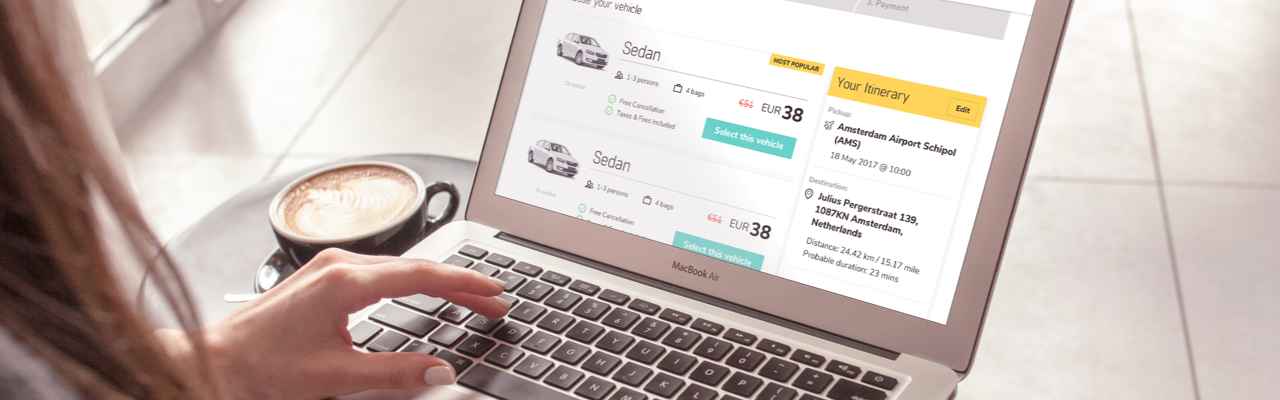 your vehicle
3. Payment
Sedan
MOST POPULAR
1-3 persons
4 bags
€51 EUR 38
Free Cancellation
Taxes & Fees Included
Select this vehicle
Or similar
Sedan
1-3 persons
4 bags
€51 EUR 38
Free Cancellation
Select this vehicle
Or similar
Your Itinerary
Edit
Pickup:
Amsterdam Airport Schipol
(AMS)
18 May 2017 @ 10:00
Destination:
Julius Pergerstraat 139,
1087KN Amsterdam,
Netherlands
Distance: 24.42 km / 15.17 mile
Probable duration: 23 mins
MacBook Air